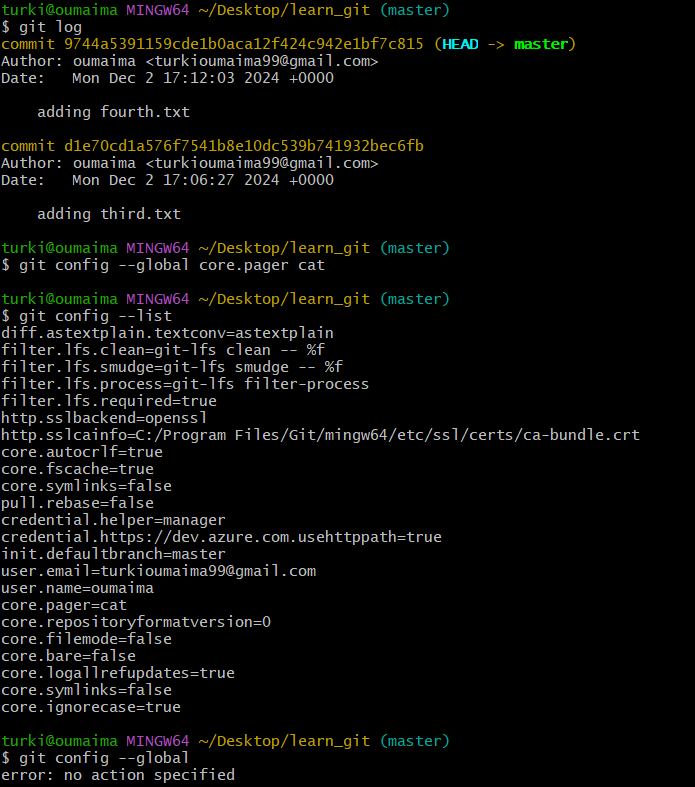 turki@oumaima MINGW64 ~/Desktop/learn_git (master)
$ git log
commit 9744a5391159cde1b0aca12f424c942e1bf7c815 (HEAD -> master)
Author: oumaima <turkioumaima99@gmail.com>
Date:   Mon Dec 2 17:12:03 2024 +0000

    adding fourth.txt

commit d1e70cd1a576f7541b8e10dc539b741932bec6fb
Author: oumaima <turkioumaima99@gmail.com>
Date:   Mon Dec 2 17:06:27 2024 +0000

    adding third.txt

turki@oumaima MINGW64 ~/Desktop/learn_git (master)
$ git config --global core.pager cat

turki@oumaima MINGW64 ~/Desktop/learn_git (master)
$ git config --list
diff.astextplain.textconv=astextplain
filter.lfs.clean=git-lfs clean -- %f
filter.lfs.smudge=git-lfs smudge -- %f
filter.lfs.process=git-lfs filter-process
filter.lfs.required=true
http.sslbackend=openssl
http.sslcainfo=C:/Program Files/Git/mingw64/etc/ssl/certs/ca-bundle.crt
core.autocrlf=true
core.fscache=true
core.symlinks=false
pull.rebase=false
credential.helper=manager
credential.https://dev.azure.com.usehttppath=true
init.defaultbranch=master
user.email=turkioumaima99@gmail.com
user.name=oumaima
core.pager=cat
core.repositoryformatversion=0
core.filemode=false
core.bare=false
core.logallrefupdates=true
core.symlinks=false
core.ignorecase=true

turki@oumaima MINGW64 ~/Desktop/learn_git (master)
$ git config --global
error: no action specified